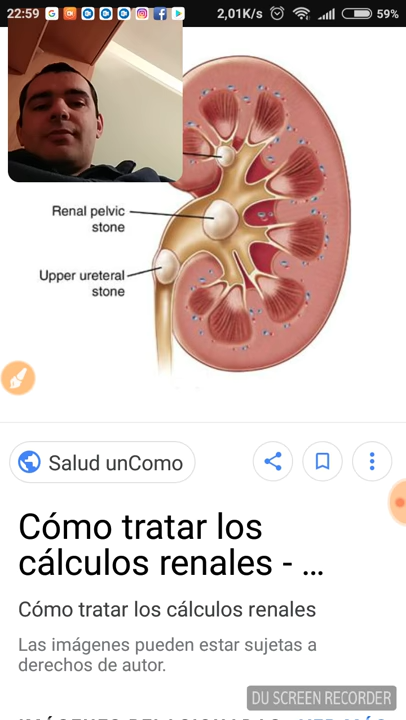 22:59 2,01K/s 59%
Renal pelvic
stone
Upper ureteral
stone
Salud unComo
Cómo tratar los
cálculos renales - ...
Cómo tratar los cálculos renales
Las imágenes pueden estar sujetas a
derechos de autor.
DU SCREEN RECORDER